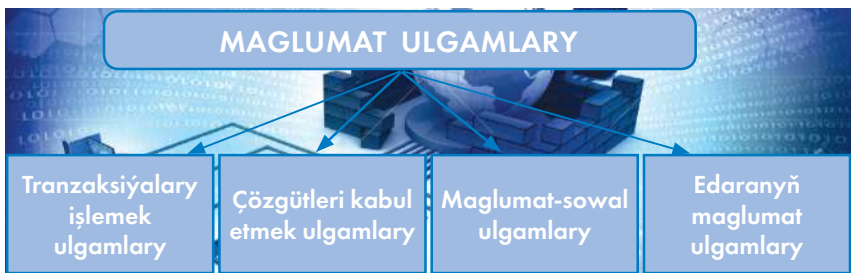 MAGLUMAT ULGAMLARY
Tranzaksiýalary
işlemek
ulgamlary
Çözgütleri kabul
etmek ulgamlary
Maglumat-sowal
ulgamlary
Edaranyň
maglumat
ulgamlary